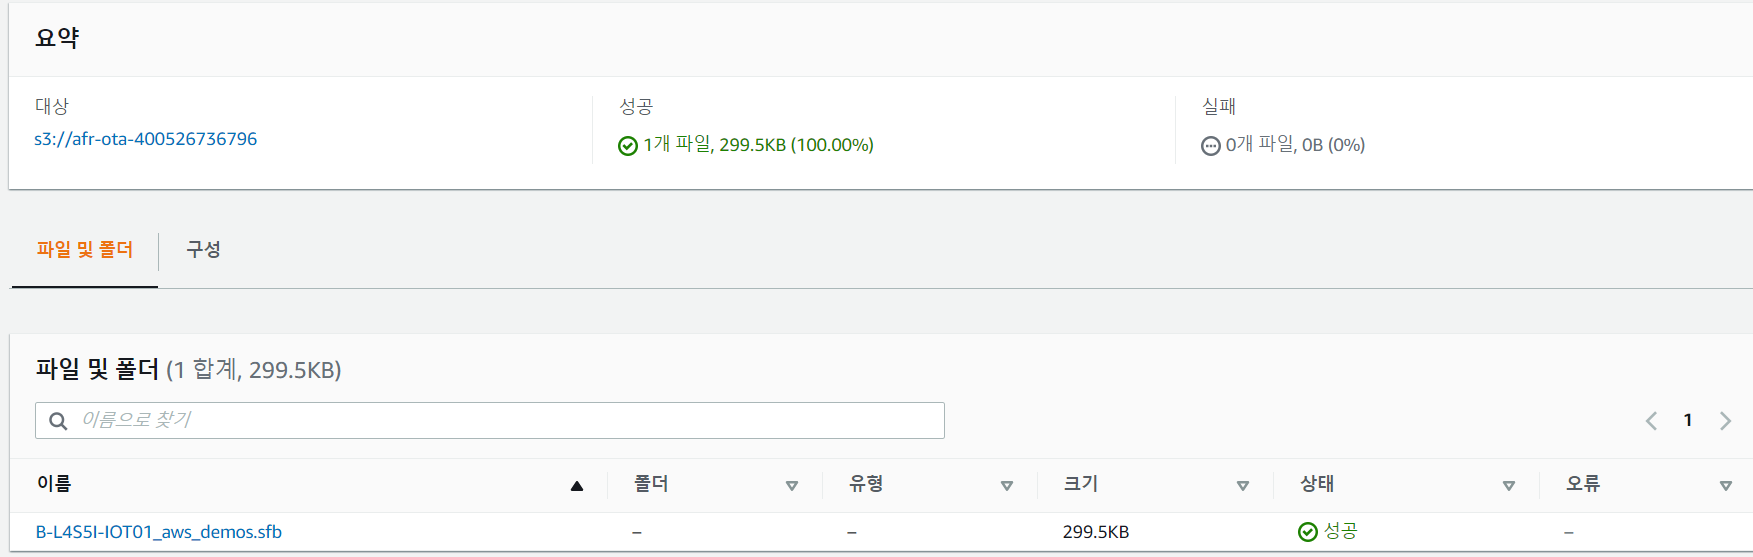 요약
대상
성공
실패
s3://afr-ota-400526736796
1개 파일, 299.5KB (100.00%)
0개 파일, 0B (0%)
파일 및 폴더
구성
파일 및 폴더 (1 합계, 299.5KB)
이름으로 찾기
1
이름
폴더
유형
크기
상태
오류
B-L4S5I-IOT01_aws_demos.sfb
–
–
299.5KB
성공
–